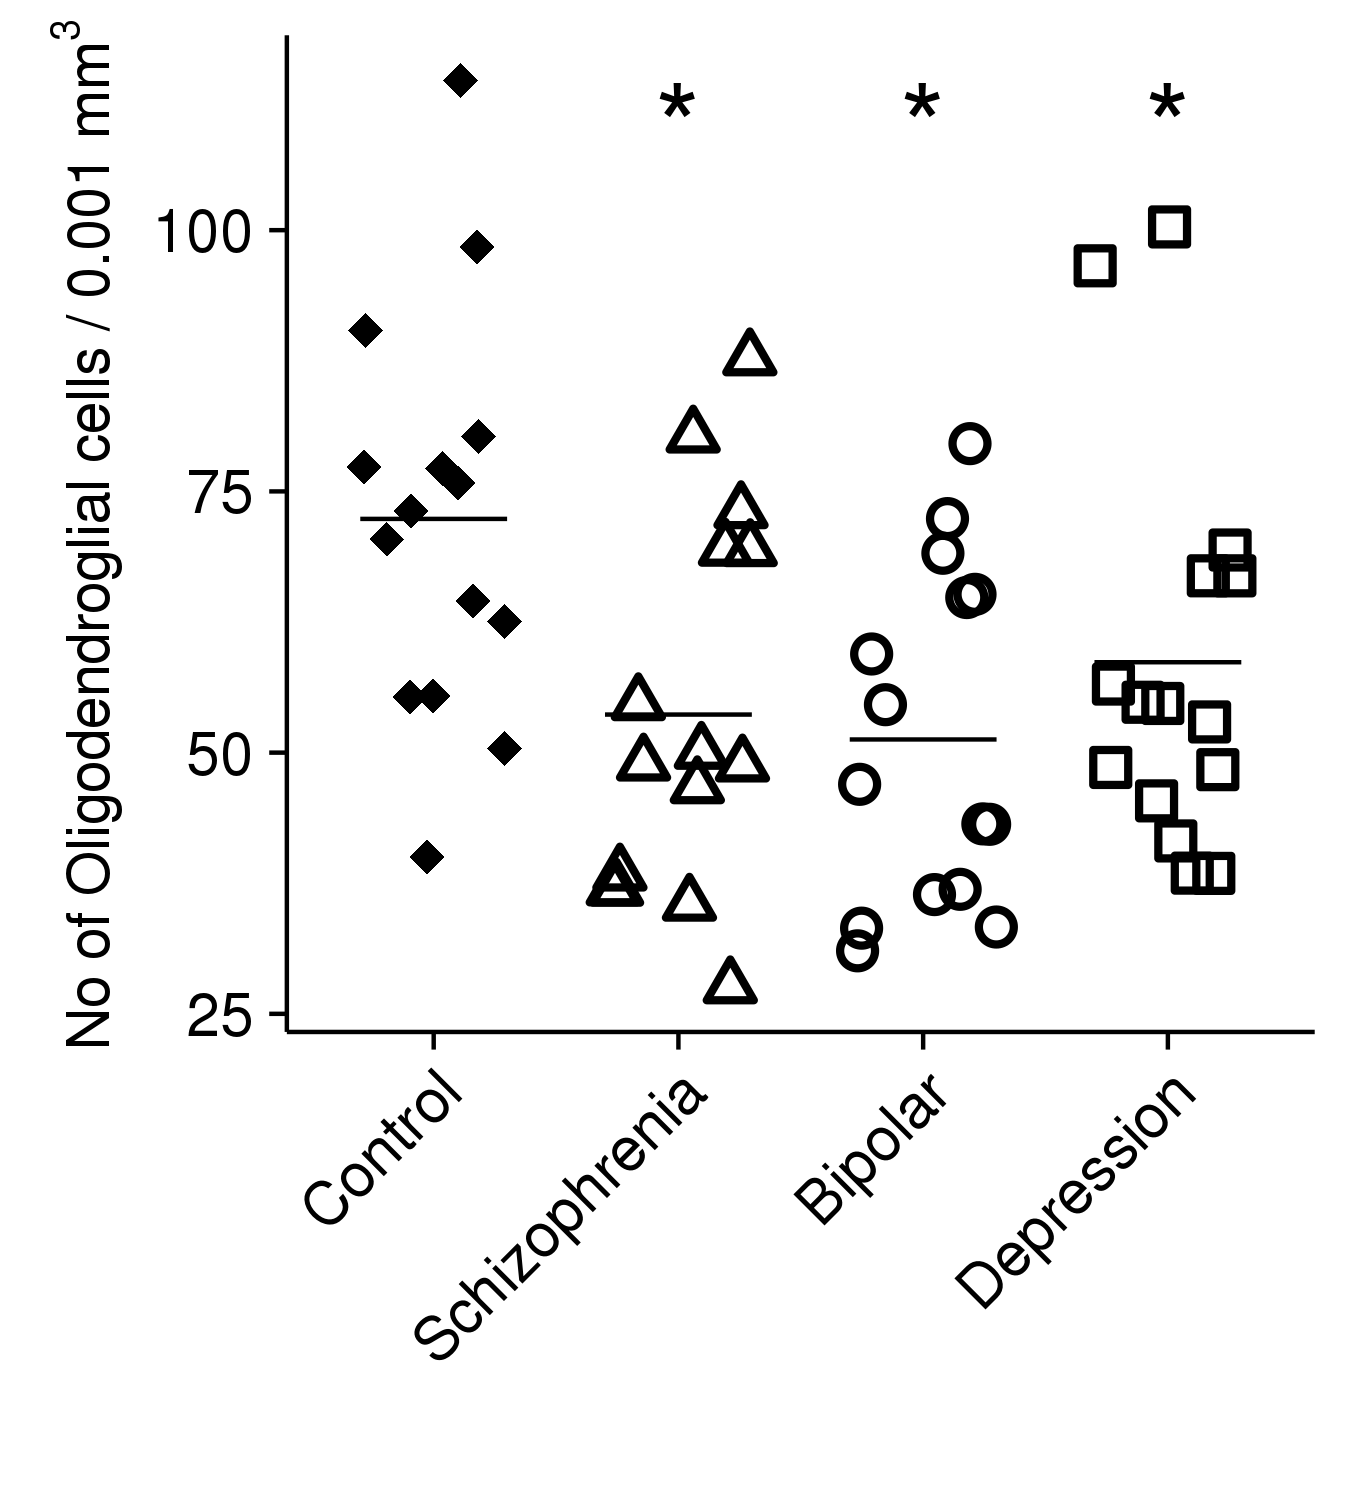 No of Oligodendroglial cells / 0.001 mm³
* * *
100
75
50
25
Control
Schizophrenia
Bipolar
Depression